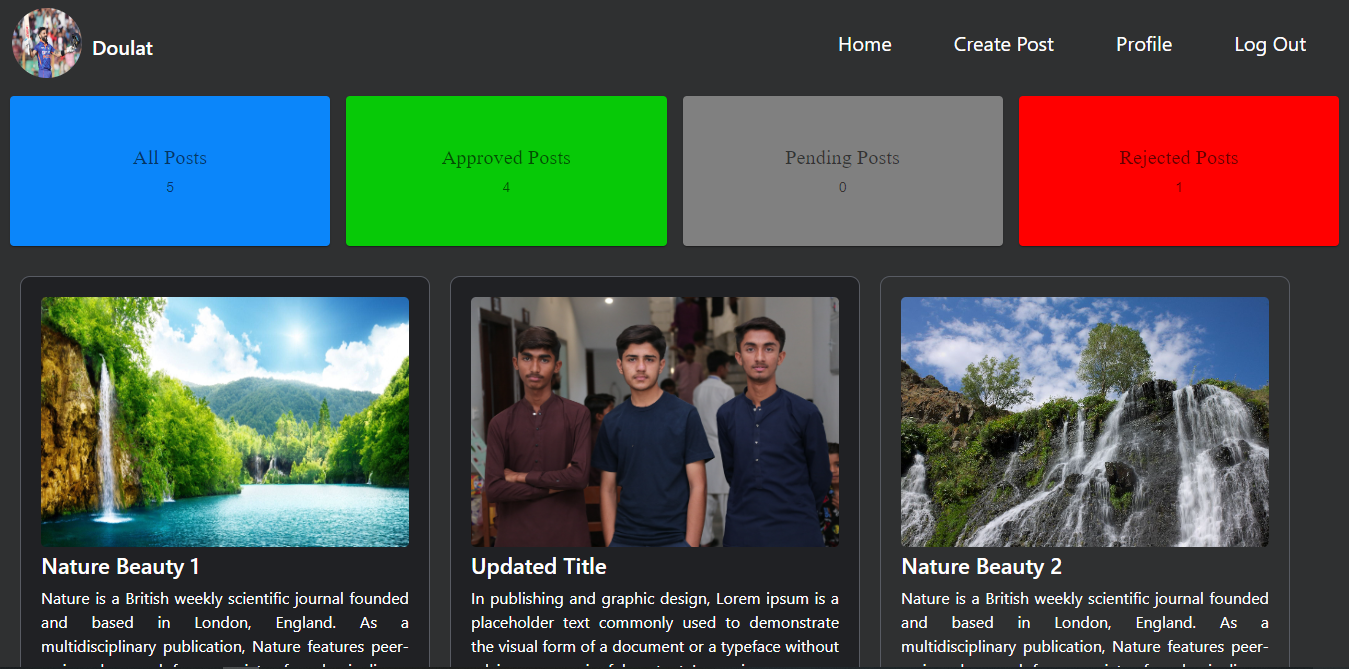 Doulat
Home Create Post Profile Log Out
All Posts
5
Approved Posts
4
Pending Posts
0
Rejected Posts
1
Nature Beauty 1
Nature is a British weekly scientific journal founded
and based in London, England. As a
multidisciplinary publication, Nature features peer-
Updated Title
In publishing and graphic design, Lorem ipsum is a
placeholder text commonly used to demonstrate
the visual form of a document or a typeface without
Nature Beauty 2
Nature is a British weekly scientific journal founded
and based in London, England. As a
multidisciplinary publication, Nature features peer-